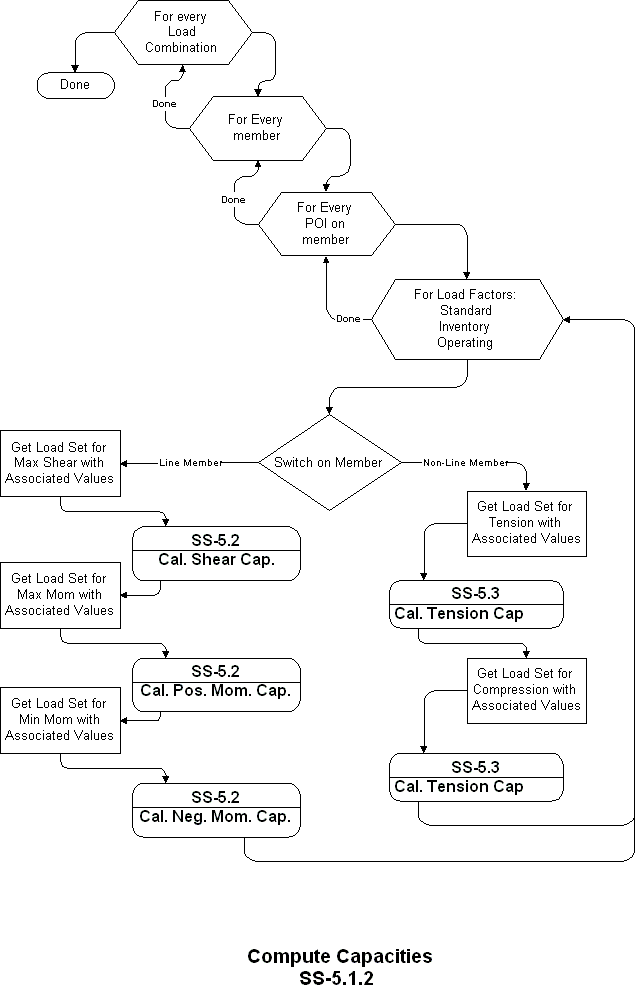 For every
Load
Combination
Done
Done
For Every
member
Done
For Every
POI on
member
Done
For Load Factors:
Standard
Inventory
Operating
Switch on Member
Line Member
Non-Line Member
Get Load Set for
Max Shear with
Associated Values
SS-5.2
Cal. Shear Cap.
Get Load Set for
Max Mom with
Associated Values
SS-5.2
Cal. Pos. Mom. Cap.
Get Load Set for
Min Mom with
Associated Values
SS-5.2
Cal. Neg. Mom. Cap.
Get Load Set for
Tension with
Associated Values
SS-5.3
Cal. Tension Cap
Get Load Set for
Compression with
Associated Values
SS-5.3
Cal. Tension Cap
Compute Capacities
SS-5.1.2